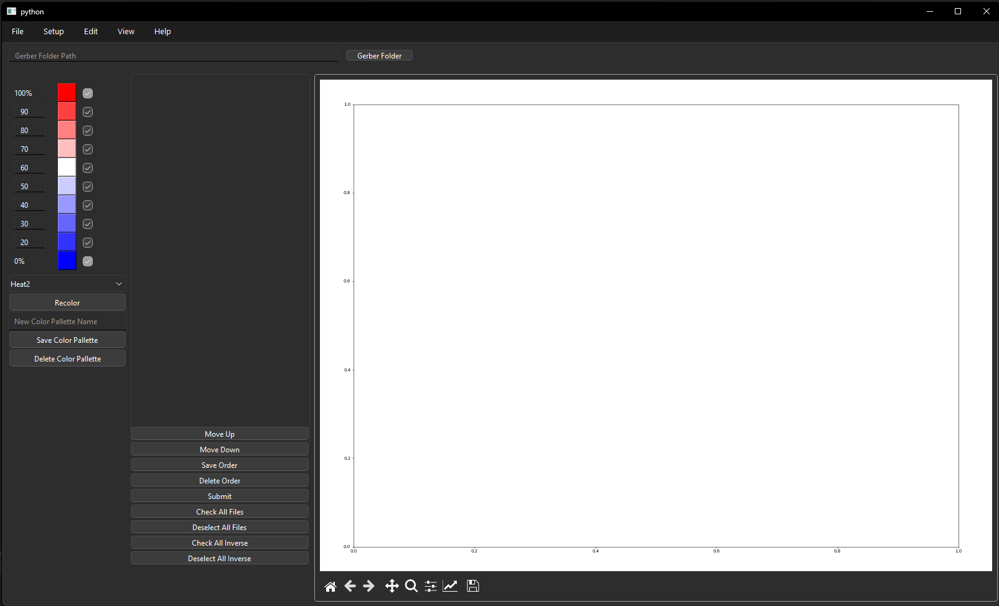 python
File Setup Edit View Help
Gerber Folder Path Gerber Folder
100%
90
80
70
60
50
40
30
20
0%
Heat2
Recolor
New Color Pallette Name
Save Color Pallette
Delete Color Pallette
Move Up
Move Down
Save Order
Delete Order
Submit
Check All Files
Deselect All Files
Check All Inverse
Deselect All Inverse
1.0
0.8
0.6
0.4
0.2
0.0
0.0 0.2 0.4 0.6 0.8 1.0